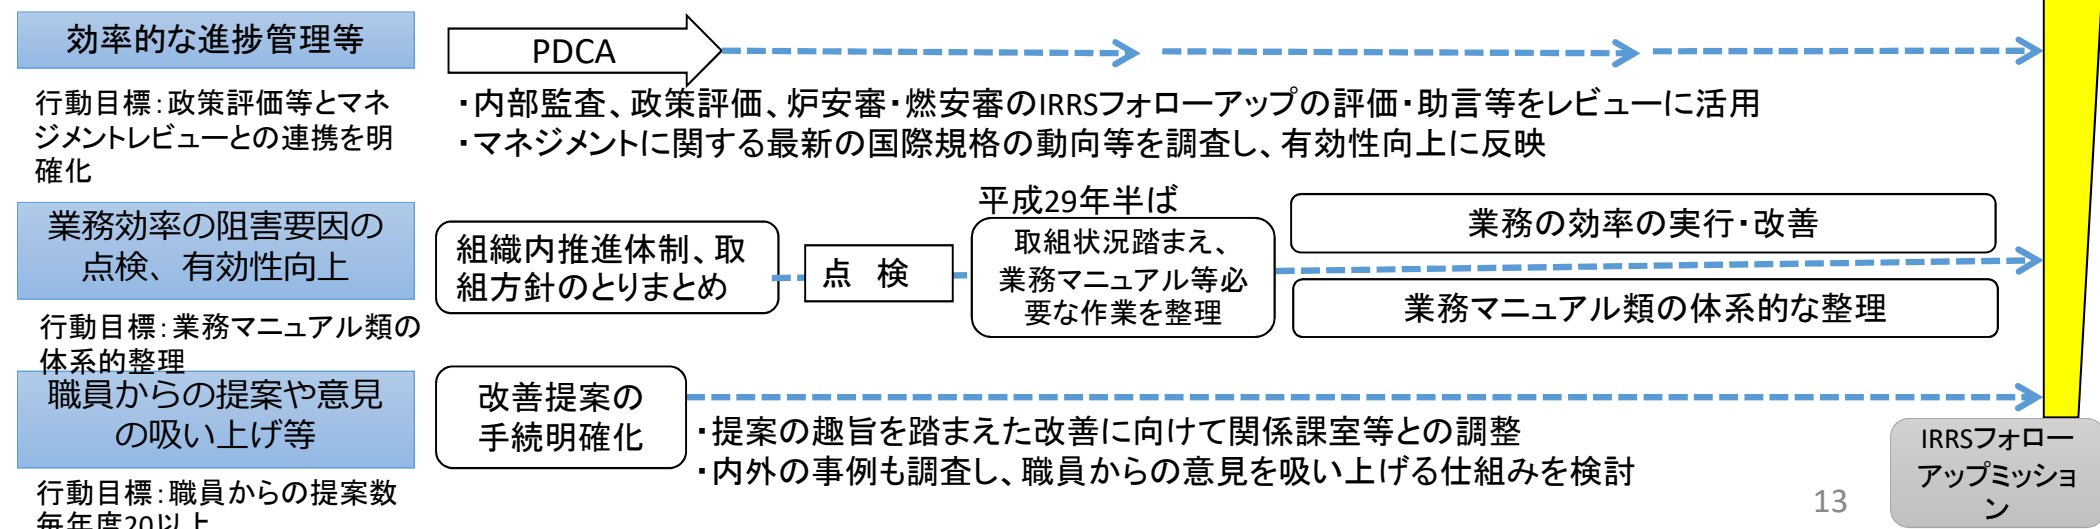 効率的な進捗管理等
PDCA
行動目標：政策評価等とマネ
ジメントレビューとの連携を明
確化
・内部監査、政策評価、炉安審・燃安審のIRRSフォローアップの評価・助言等をレビューに活用
・マネジメントに関する最新の国際規格の動向等を調査し、有効性向上に反映
業務効率の阻害要因の
点検、有効性向上
組織内推進体制、取
組方針のとりまとめ
点　検
平成29年半ば
取組状況踏まえ、
業務マニュアル等必
要な作業を整理
業務の効率の実行・改善
業務マニュアル類の体系的な整理
行動目標：業務マニュアル類の
体系的整理
職員からの提案や意見
の吸い上げ等
改善提案の
手続明確化
・提案の趣旨を踏まえた改善に向けて関係課室等との調整
・内外の事例も調査し、職員からの意見を吸い上げる仕組みを検討
行動目標：職員からの提案数
毎年度20以上
IRRSフォロー
アップミッショ
ン
13